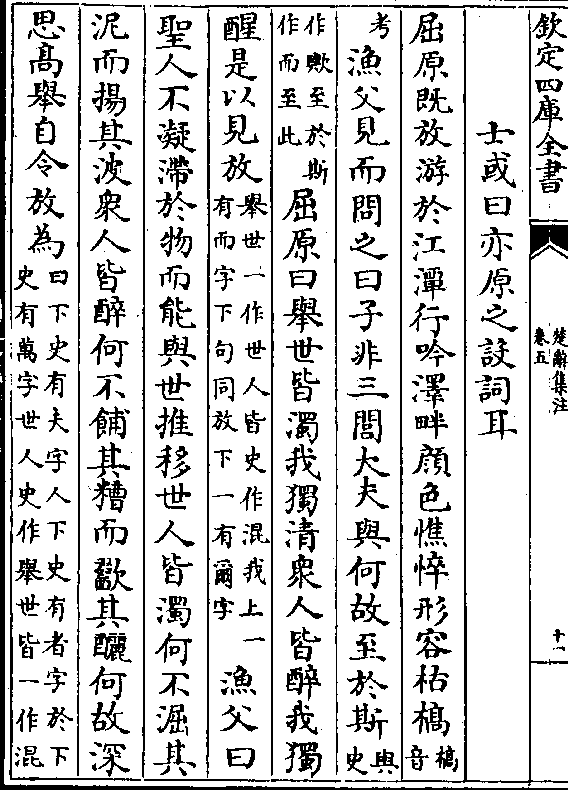 欽定四庫全書
楚辭集注
卷五
十一
士或曰亦原之設詞耳
屈原既放游於江潭行吟澤畔顔色憔悴形容枯槁槁音
考漁父見而問之曰子非三閭大夫與何故至於斯與史
作歟至於斯作而至此屈原曰舉世皆濁我獨清衆人皆醉我獨
醒是以見放舉世一作世人皆史作混我上一有而字下句同放下一有爾字漁父曰
聖人不凝滯於物而能與世推移世人皆濁何不淈其
泥而揚其波衆人皆醉何不餔其糟而歠其釃何故深
思高舉自令放為曰下史有夫字人下史有者字於下史有萬字世人史作舉世皆一作混